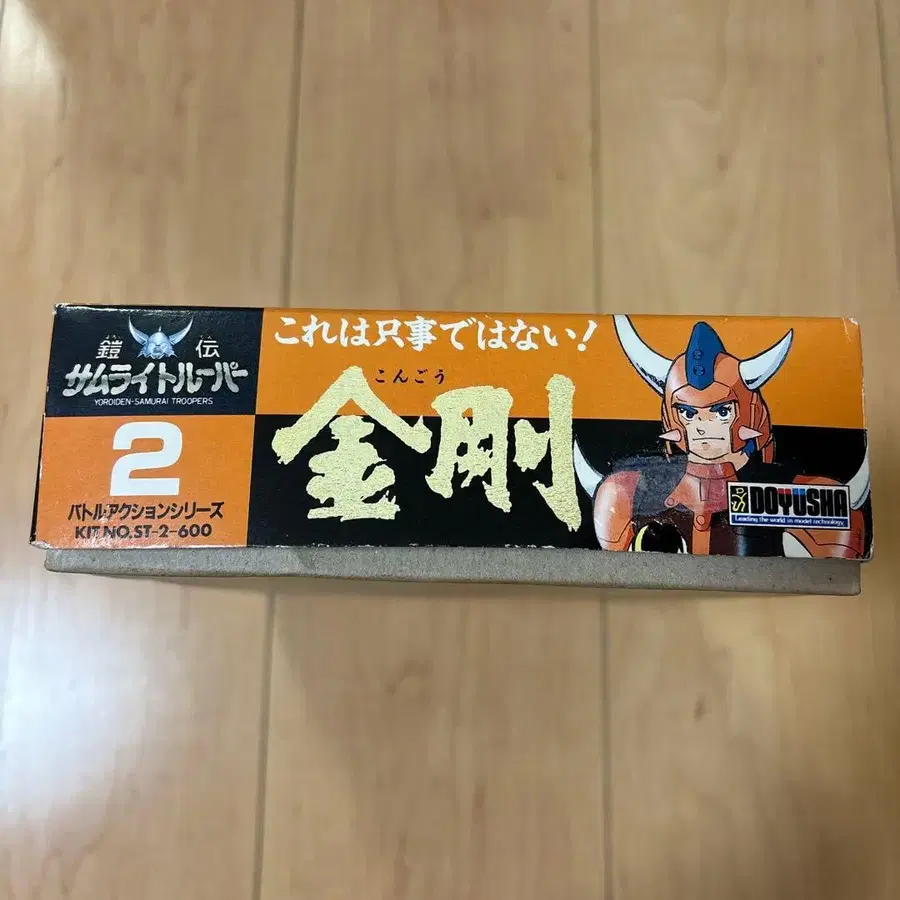 鎧伝
サムライトルーパー
YOROIDEN-SAMURAI TROOPERS
2
バトルアクションシリーズ
KIT NO.ST-2-600
これは只事ではない!
こんごう
金剛
DOYUSHA
Leading the world in model technology.